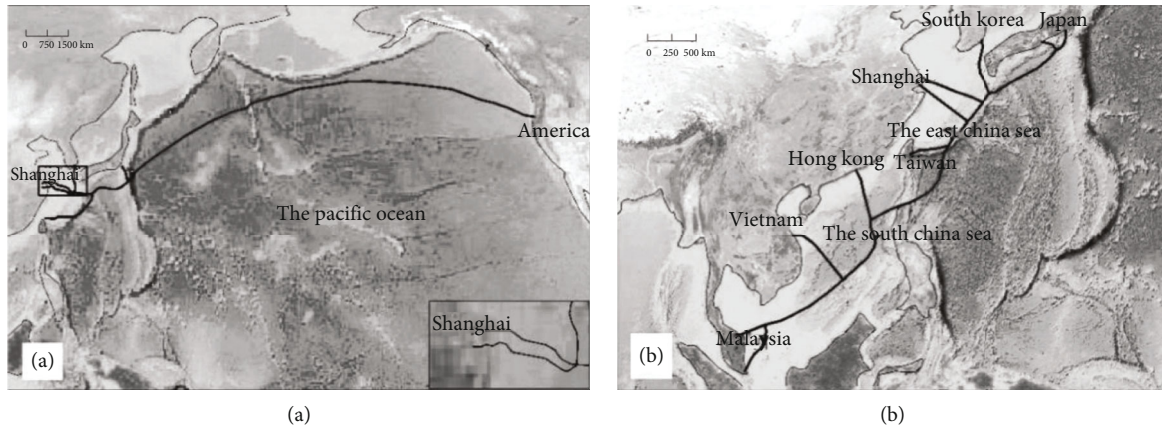 0 750 1500 km
America
Shanghai
The pacific ocean
Shanghai
(a)
(a)
South korea
Japan
0 250 500 km
Shanghai
The east china sea
Hong kong
Taiwan
Vietnam
The south china sea
Malaysia
(b)
(b)